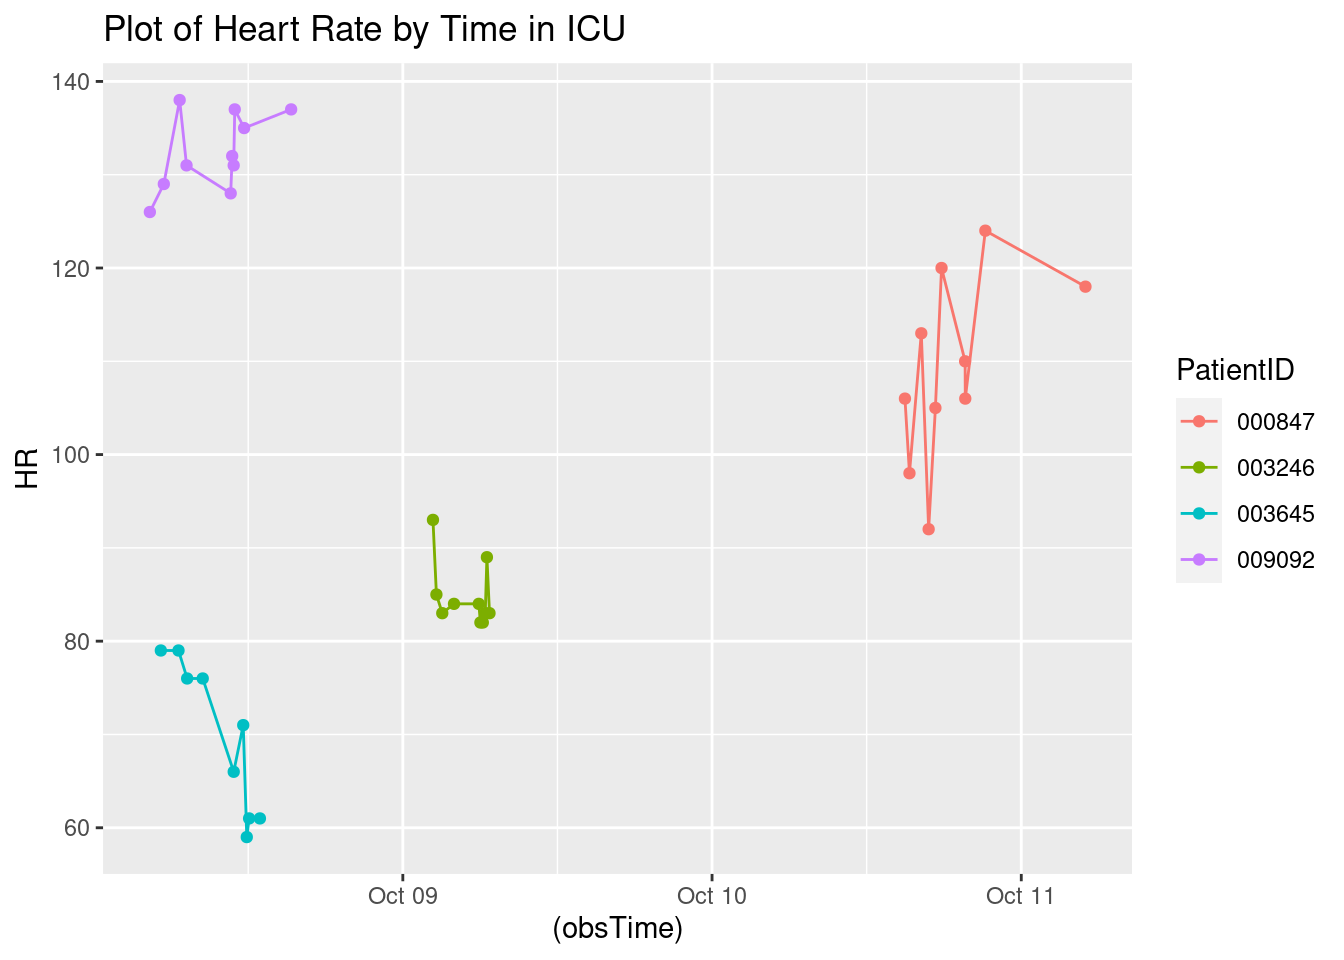 Plot of Heart Rate by Time in ICU
140
120
100
80
60
HR
Oct 09
Oct 10
Oct 11
(obsTime)
PatientID
000847
003246
003645
009092